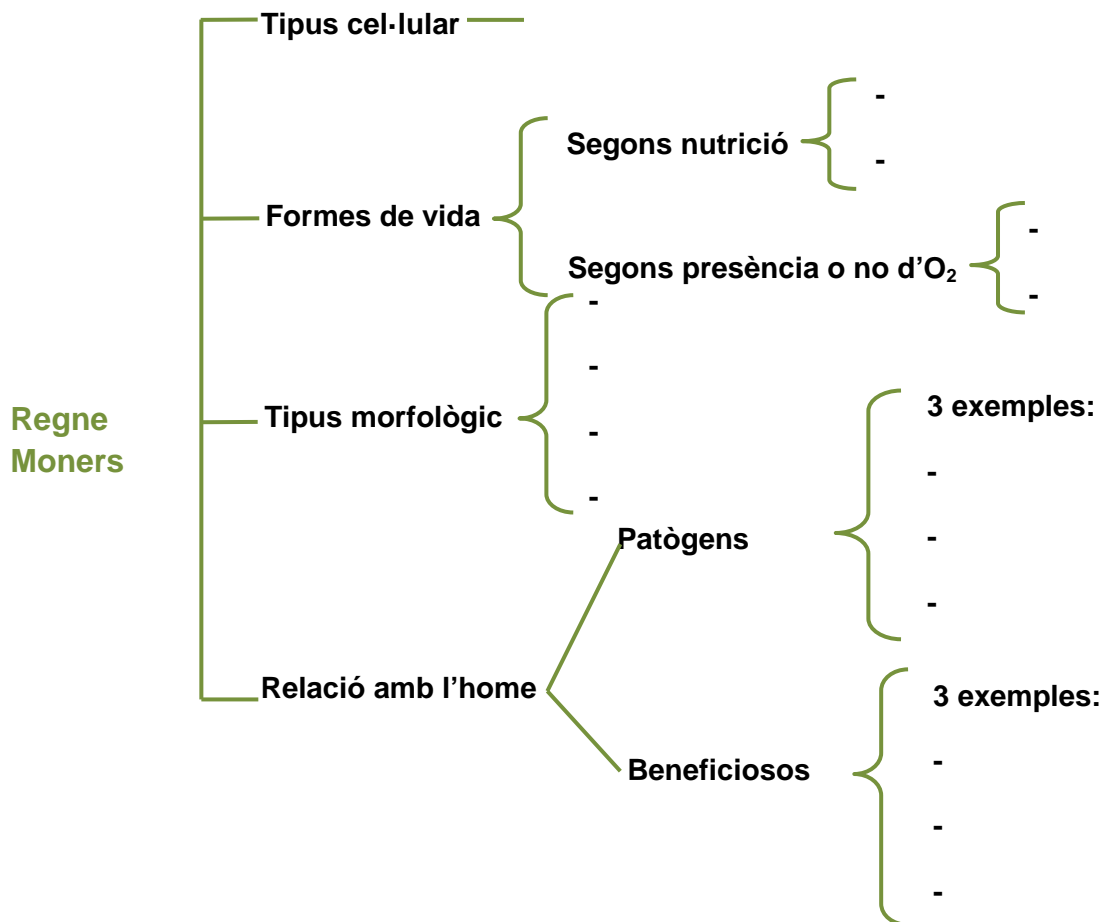 Tipus cel·lular
-
Segons nutrició
-
Formes de vida
-
Segons presència o no d’O₂
-
-
-
-
-
Regne
Moners
Tipus morfològic
-
3 exemples:
-
Patògens
-
-
Relació amb l’home
3 exemples:
-
Beneficiosos
-
-